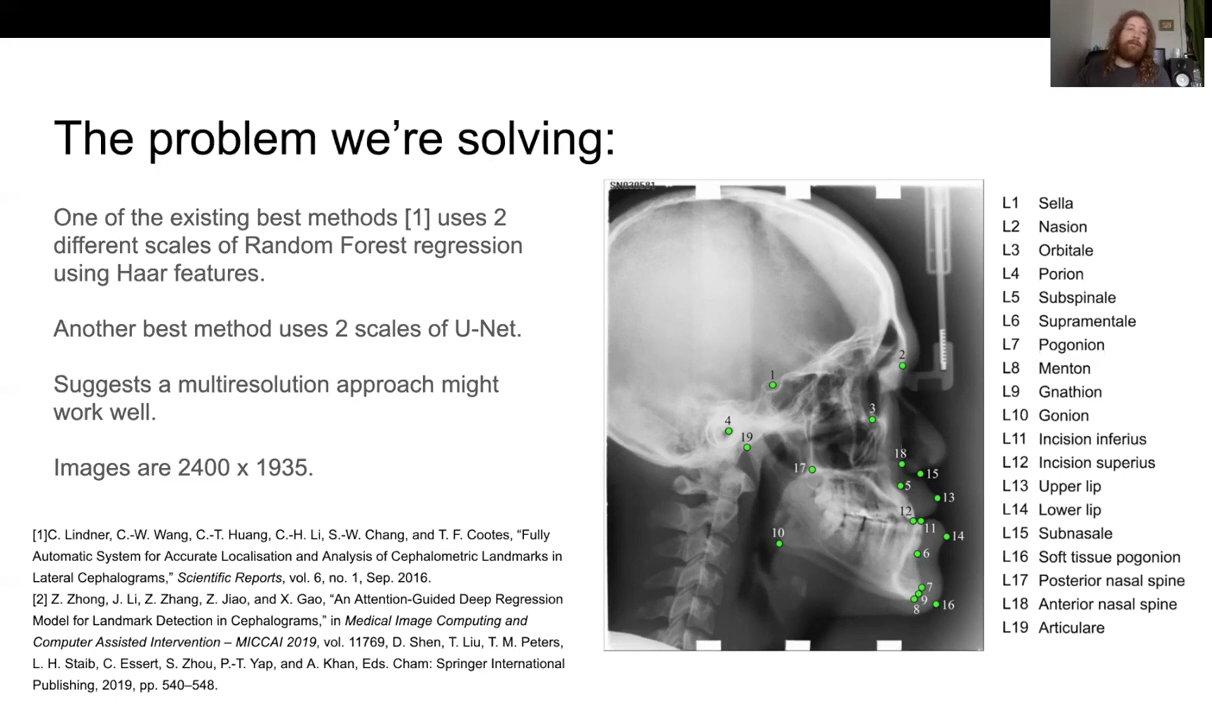 The problem we're solving:
One of the existing best methods [1] uses 2
different scales of Random Forest regression
using Haar features.
Another best method uses 2 scales of U-Net.
Suggests a multiresolution approach might
work well.
Images are 2400 x 1935.
[1]C. Lindner, C.-W. Wang, C.-T. Huang, C.-H. Li, S.-W. Chang, and T. F. Cootes, “Fully
Automatic System for Accurate Localisation and Analysis of Cephalometric Landmarks in
Lateral Cephalograms,” Scientific Reports, vol. 6, no. 1, Sep. 2016.
[2] Z. Zhong, J. Li, Z. Zhang, Z. Jiao, and X. Gao, “An Attention-Guided Deep Regression
Model for Landmark Detection in Cephalograms,” in Medical Image Computing and
Computer Assisted Intervention – MICCAI 2019, vol. 11769, D. Shen, T. Liu, T. M. Peters,
L. H. Staib, C. Essert, S. Zhou, P.-T. Yap, and A. Khan, Eds. Cham: Springer International
Publishing, 2019, pp. 540–548.
2
1
3
4
19
18
17
15
5
13
12
11
14
10
6
7
9
8
16
L1 Sella
L2 Nasion
L3 Orbitale
L4 Porion
L5 Subspinale
L6 Supramentale
L7 Pogonion
L8 Menton
L9 Gnathion
L10 Gonion
L11 Incision inferius
L12 Incision superius
L13 Upper lip
L14 Lower lip
L15 Subnasale
L16 Soft tissue pogonion
L17 Posterior nasal spine
L18 Anterior nasal spine
L19 Articulare